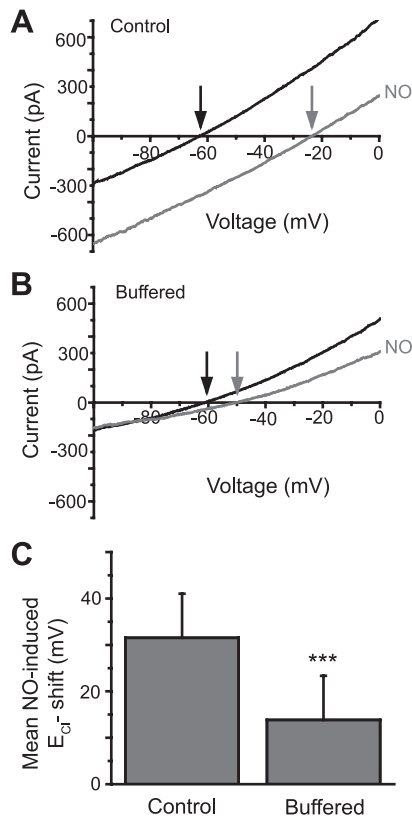 A
Control
600
300
0
-300
-600
-80
-60
-40
-20
0
NO
Current (pA)
Voltage (mV)
B
Buffered
600
300
0
-300
-600
-80
-60
-40
-20
0
NO
Current (pA)
Voltage (mV)
C
40
20
0
Mean NO-induced
ECl- shift (mV)
***
Control
Buffered